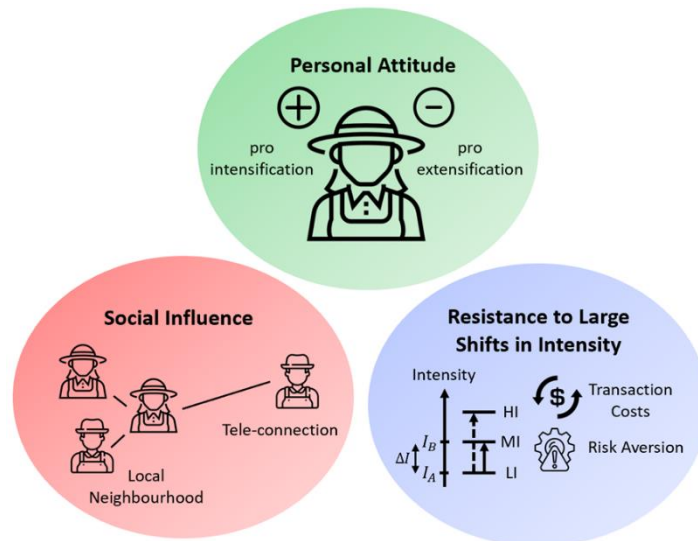 Personal Attitude
pro
intensification
pro
extensification
Social Influence
Tele-connection
Local
Neighbourhood
Resistance to Large
Shifts in Intensity
Intensity
HI
I_B
MI
ΔI
I_A
LI
$
Transaction
Costs
Risk Aversion